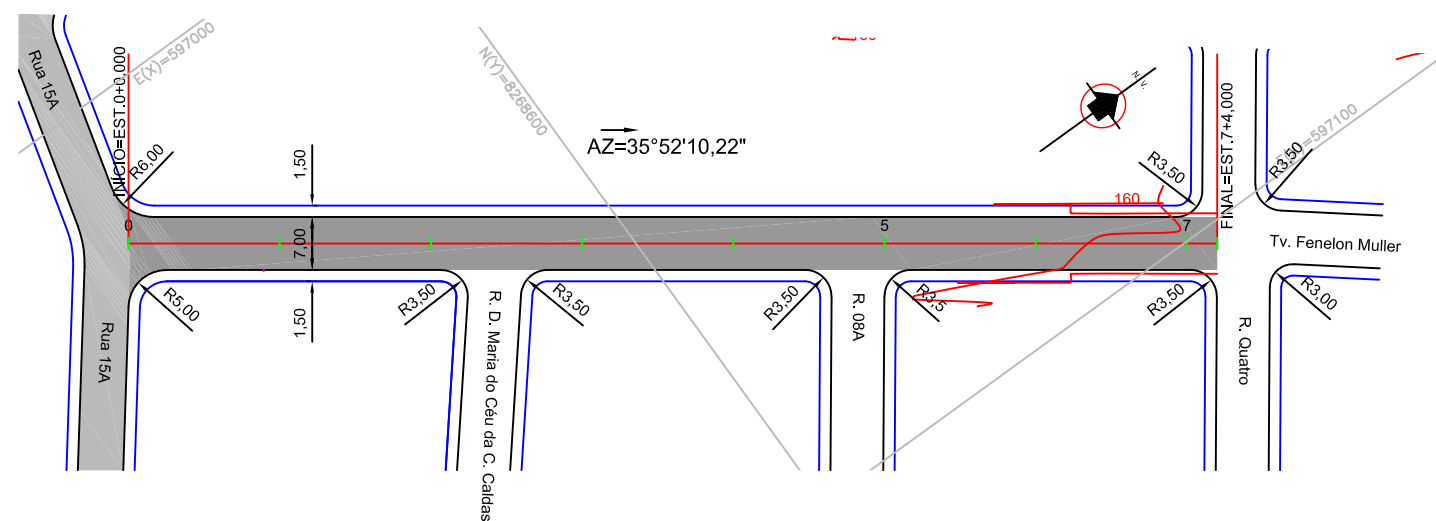 Rua 15A
E(X)=597000
INÍCIO=EST.0+0,000
R6,00
1,50
N(Y)=8268600
AZ=35°52'10,22"
N.V.
R3,50
160
FINAL=EST.7+4,000
R3,50
=597100
0
7,00
5
7
Tv. Fenelon Muller
R5,00
1,50
R3,50
R3,50
R3,50
R3,5
R3,50
R3,00
Rua 15A
R. D. Maria do Céu da C. Caldas
R. 08A
R. Quatro